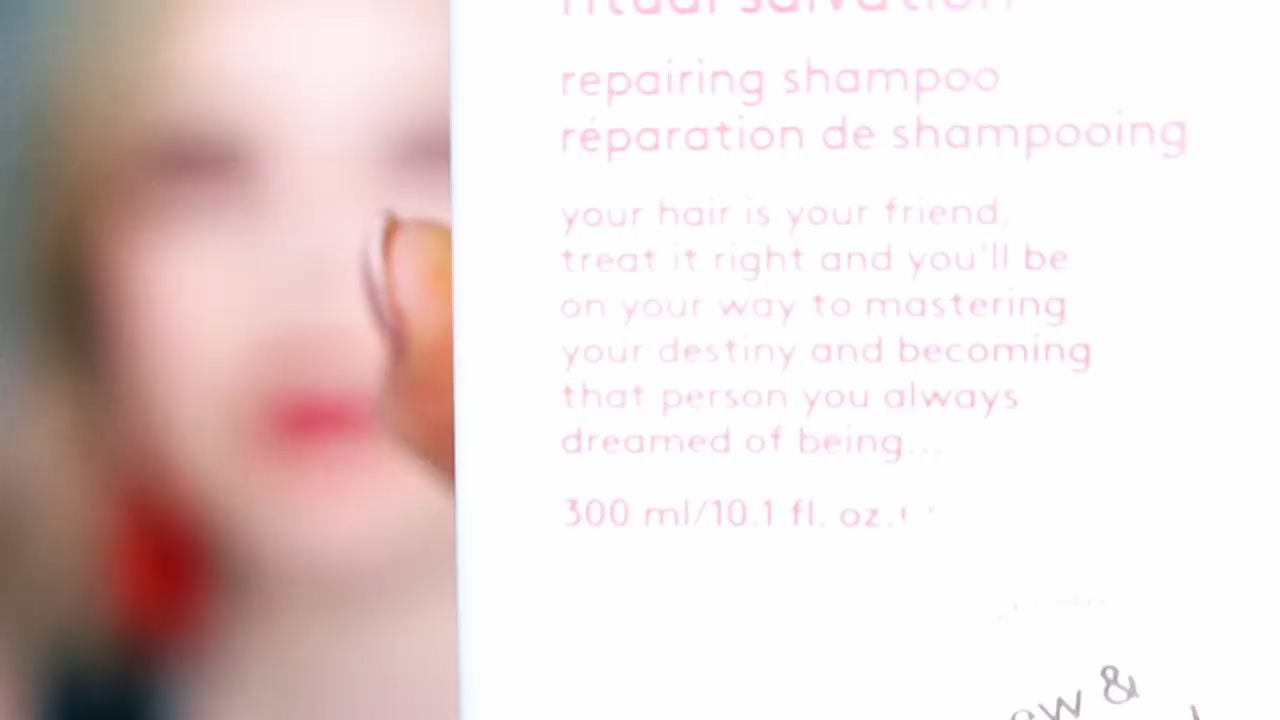 ritual salvation
repairing shampoo
réparation de shampooing
your hair is your friend,
treat it right and you'll be
on your way to mastering
your destiny and becoming
that person you always
dreamed of being...
300 ml/10.1 fl. oz.
&